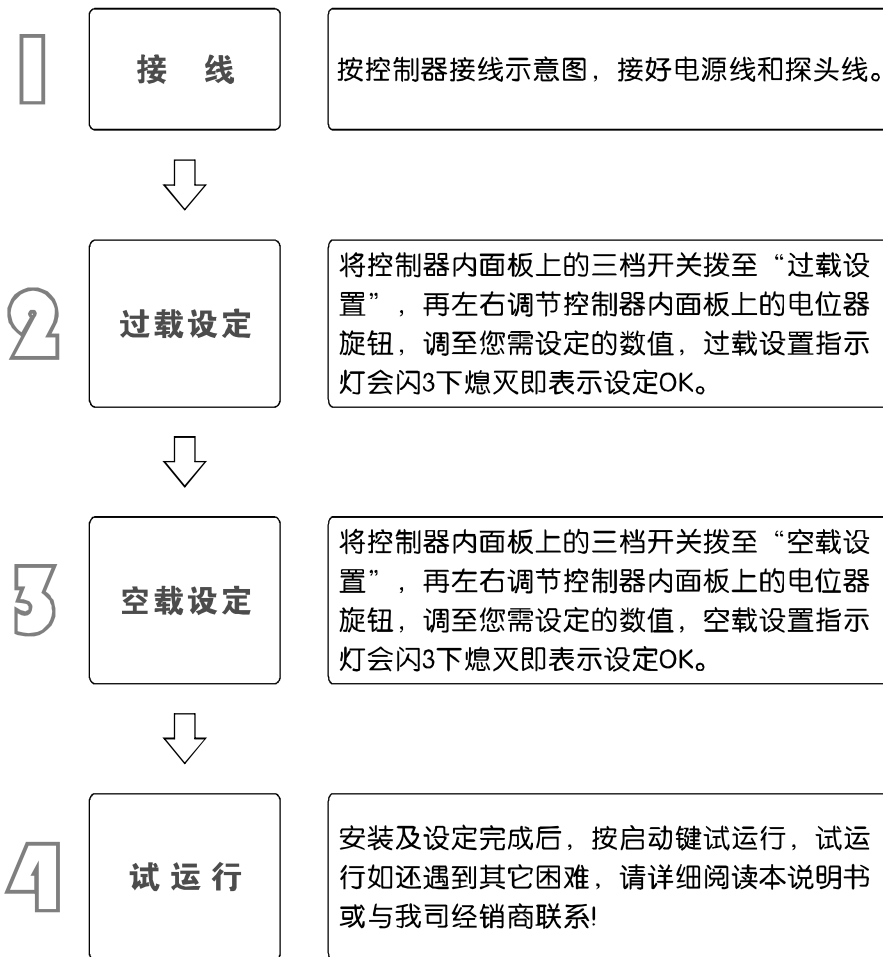 1
接 线
按控制器接线示意图，接好电源线和探头线。
2
过载设定
将控制器内面板上的三档开关拨至“过载设
置”，再左右调节控制器内面板上的电位器
旋钮，调至您需设定的数值，过载设置指示
灯会闪3下熄灭即表示设定OK。
3
空载设定
将控制器内面板上的三档开关拨至“空载设
置”，再左右调节控制器内面板上的电位器
旋钮，调至您需设定的数值，空载设置指示
灯会闪3下熄灭即表示设定OK。
4
试运行
安装及设定完成后，按启动键试运行，试运
行如还遇到其它困难，请详细阅读本说明书
或与我司经销商联系!